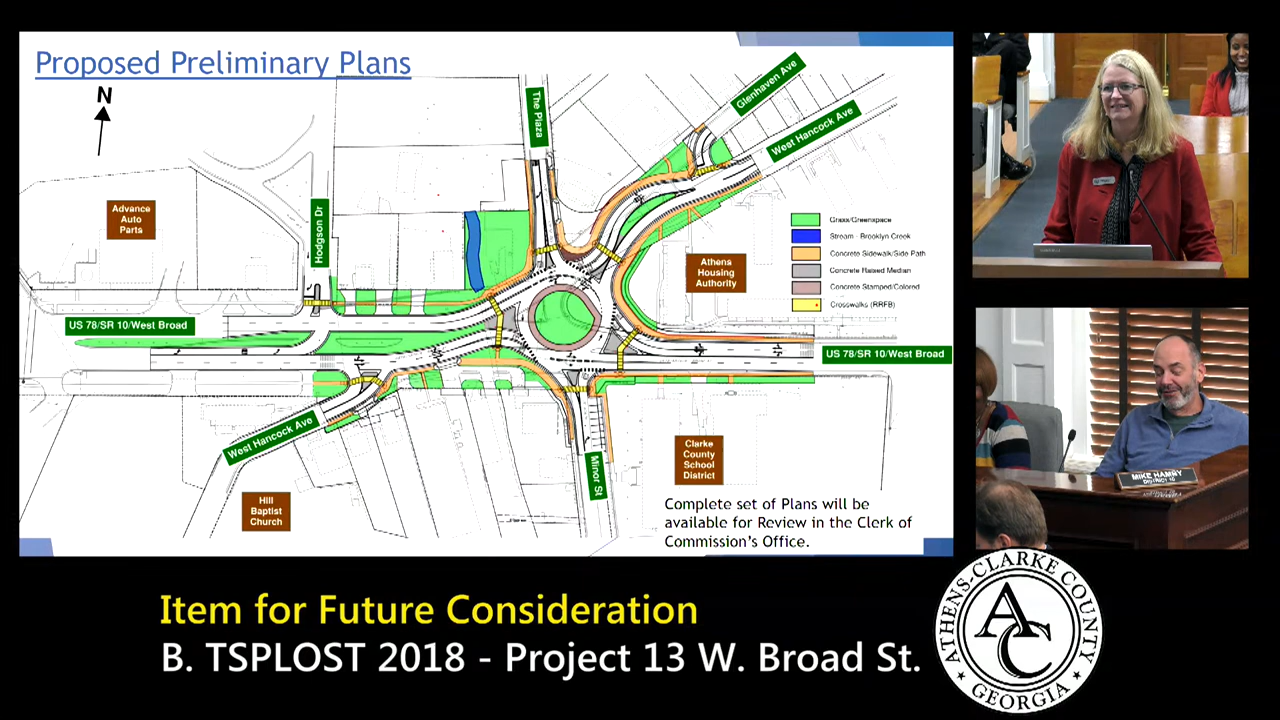 Proposed Preliminary Plans
N
The Plaza
Glenhaven Ave
West Hancock Ave
Advance
Auto
Parts
Hodgson Dr
Grass/Greenspace
Stream - Brooklyn Creek
Concrete Sidewalk/Side Path
Concrete Raised Median
Concrete Stamped/Colored
Crosswalks (RRFB)
Athens
Housing
Authority
US 78/SR 10/West Broad
US 78/SR 10/West Broad
West Hancock Ave
Minor St
Clarke
County
School
District
Hill
Baptist
Church
Complete set of Plans will be
available for Review in the Clerk of
Commission's Office.
MIKE HAMBY
DISTRICT 10
Item for Future Consideration
B. TSPLOST 2018 - Project 13 W. Broad St.
ATHENS-CLARKE COUNTY
AC
GEORGIA